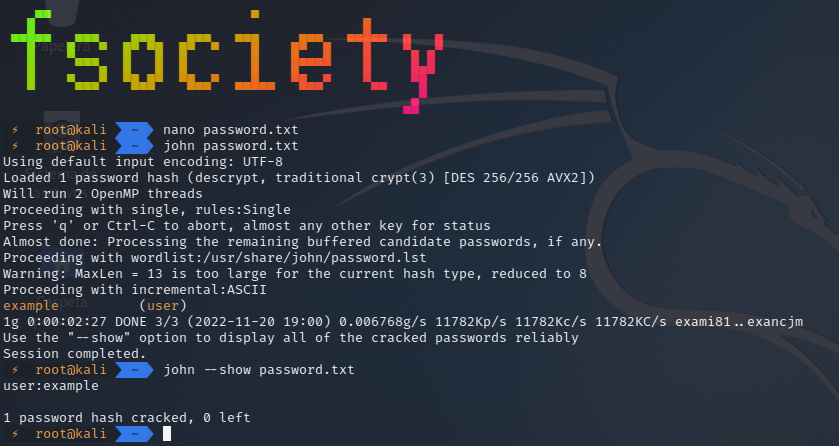 fsociety
⚡ root@kali ~ nano password.txt
⚡ root@kali ~ john password.txt
Using default input encoding: UTF-8
Loaded 1 password hash (descrypt, traditional crypt(3) [DES 256/256 AVX2])
Will run 2 OpenMP threads
Proceeding with single, rules:Single
Press 'q' or Ctrl-C to abort, almost any other key for status
Almost done: Processing the remaining buffered candidate passwords, if any.
Proceeding with wordlist:/usr/share/john/password.lst
Warning: MaxLen = 13 is too large for the current hash type, reduced to 8
Proceeding with incremental:ASCII
example          (user)
1g 0:00:02:27 DONE 3/3 (2022-11-20 19:00) 0.006768g/s 11782Kp/s 11782Kc/s 11782KC/s exami81..exancjm
Use the "--show" option to display all of the cracked passwords reliably
Session completed.
⚡ root@kali ~ john --show password.txt
user:example

1 password hash cracked, 0 left
⚡ root@kali ~